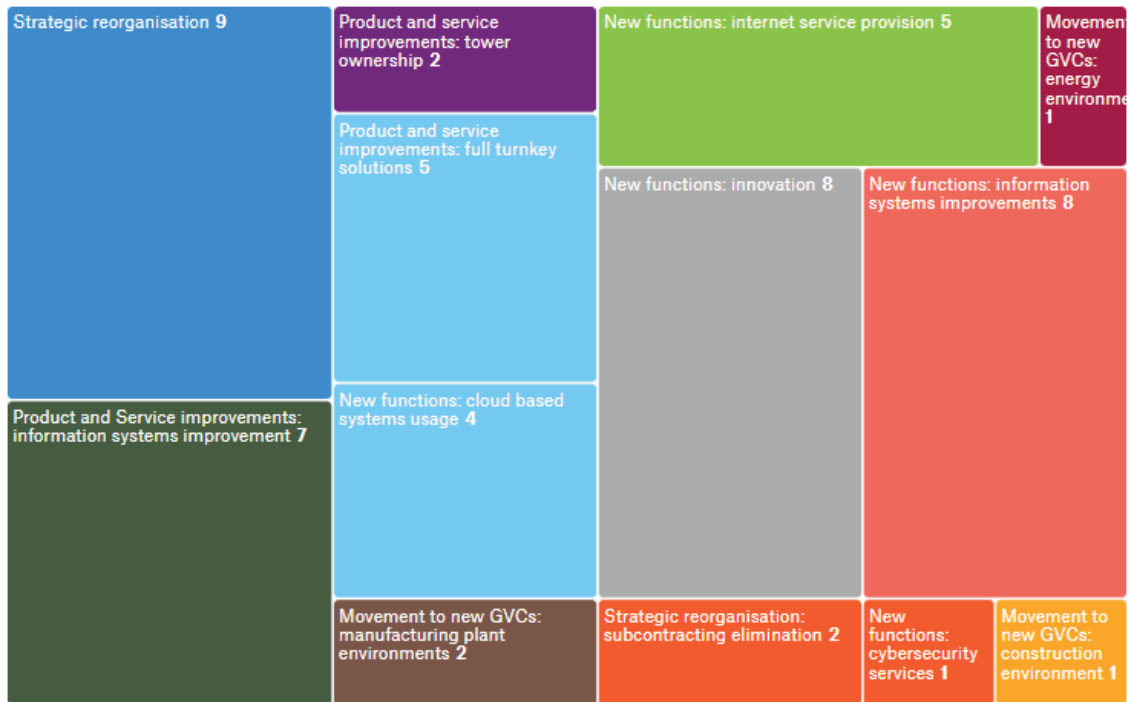 Strategic reorganisation 9
Product and Service improvements:
information systems improvement 7
Product and service
improvements: tower
ownership 2
Product and service
improvements: full turnkey
solutions 5
New functions: cloud based
systems usage 4
Movement to new GVCs:
manufacturing plant
environments 2
New functions: internet service provision 5
Movement
to new
GVCs:
energy
environme
1
New functions: innovation 8
New functions: information
systems improvements 8
Strategic reorganisation:
subcontracting elimination 2
New
functions:
cybersecurity
services 1
Movement to
new GVCs:
construction
environment 1